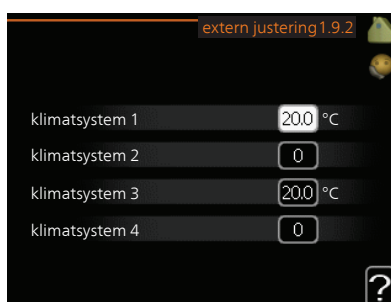 extern justering 1.9.2
klimatsystem 1 20.0 °C
klimatsystem 2 0
klimatsystem 3 20.0 °C
klimatsystem 4 0
?